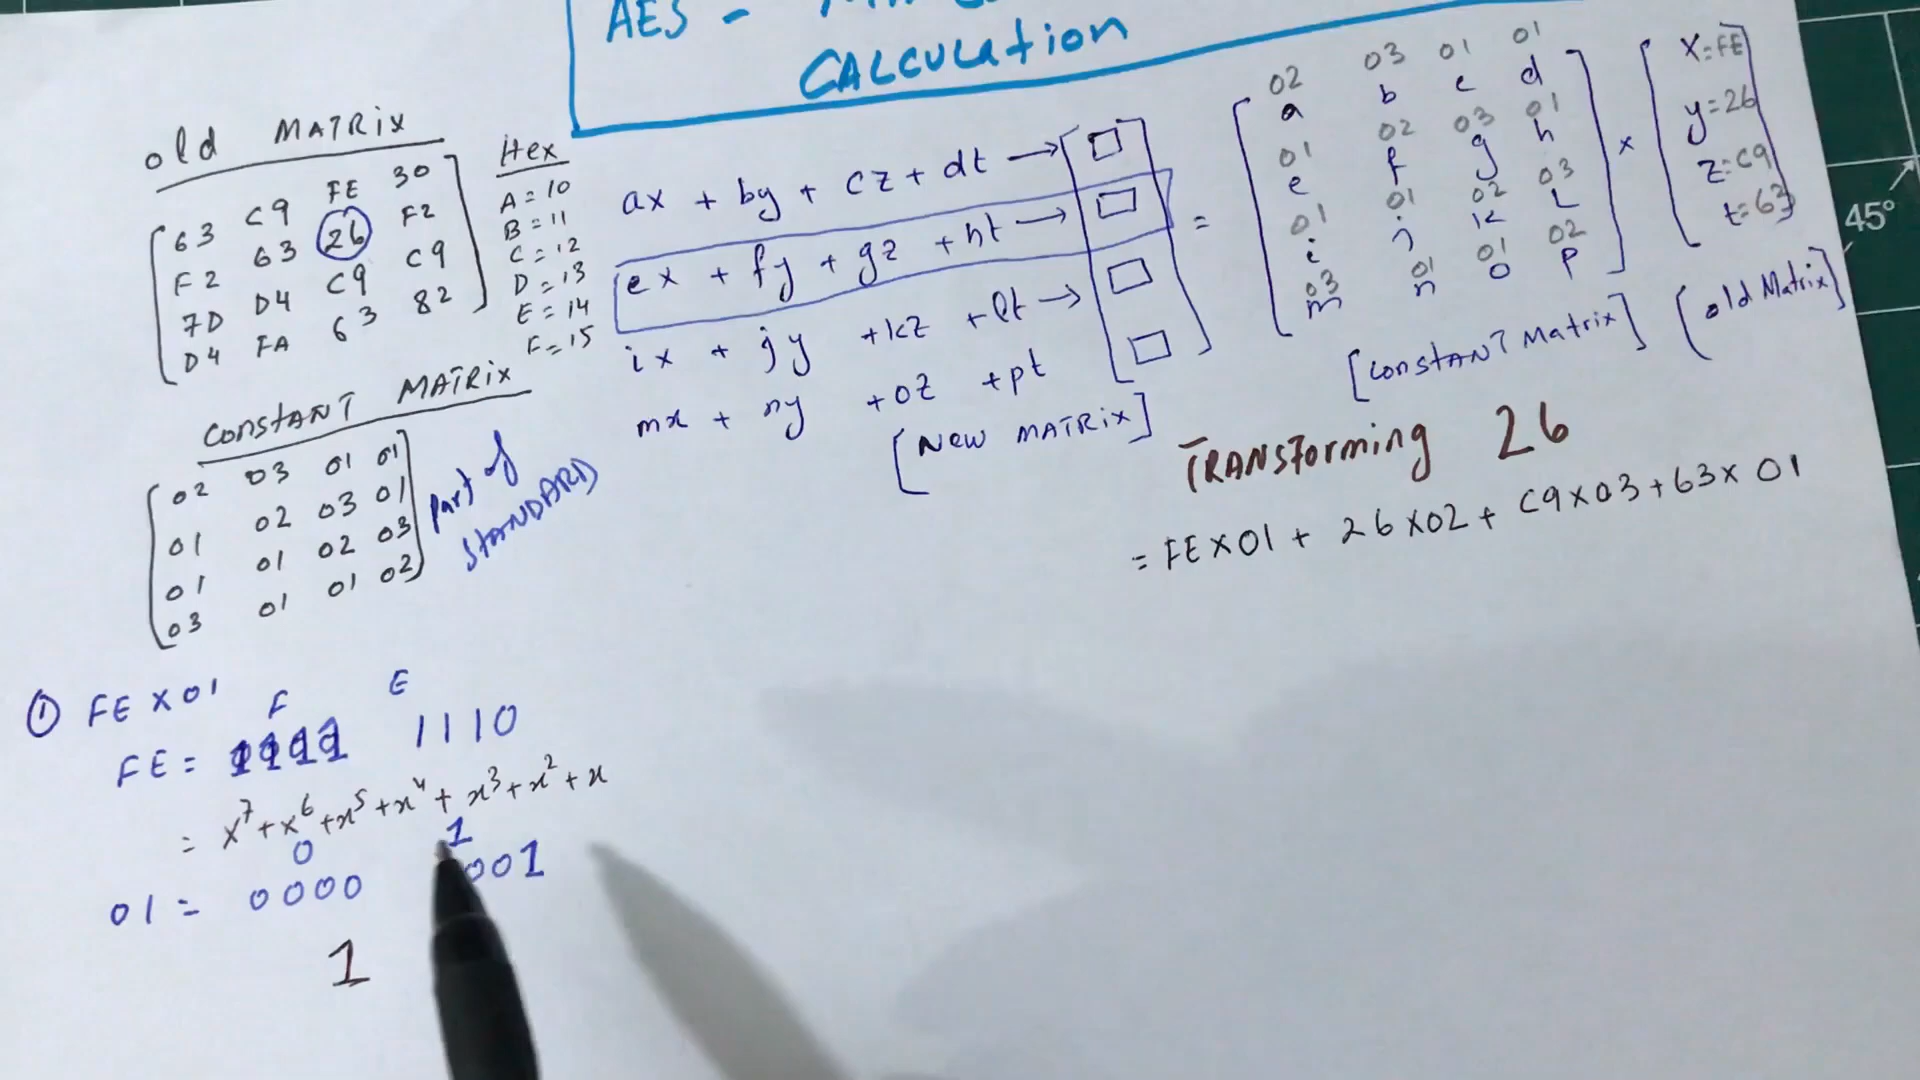 AES -
CALCULATION
old MATRIX
63 C9 FE 30
F2 63 26 F2
7D D4 C9 C9
D4 FA 63 82
Hex
A = 10
B = 11
C = 12
D = 13
E = 14
F = 15
CONSTANT MATRIX
02 03 01 01
01 02 03 01
01 01 02 03
03 01 01 02
part of
STANDARD
ax + by + cz + dt →
ex + fy + gz + ht →
ix + jy + kz + lt →
mx + ny + oz + pt
[New MATRIX]
=
02 03 01 01
a b c d
01 02 03 01
e f g h
01 01 02 03
i j k L
03 01 01 02
m n o p
×
X=FE
y=26
Z=C9
t=63
[CONSTANT Matrix]
[old Matrix]
45°
TRANSforming 26
= FE×01 + 26×02 + C9×03 + 63×01
① FE×01
F E
FE = 1111 1110
= x⁷+x⁶+x⁵+x⁴+x³+x²+x
0 1
01 = 0000 001
1